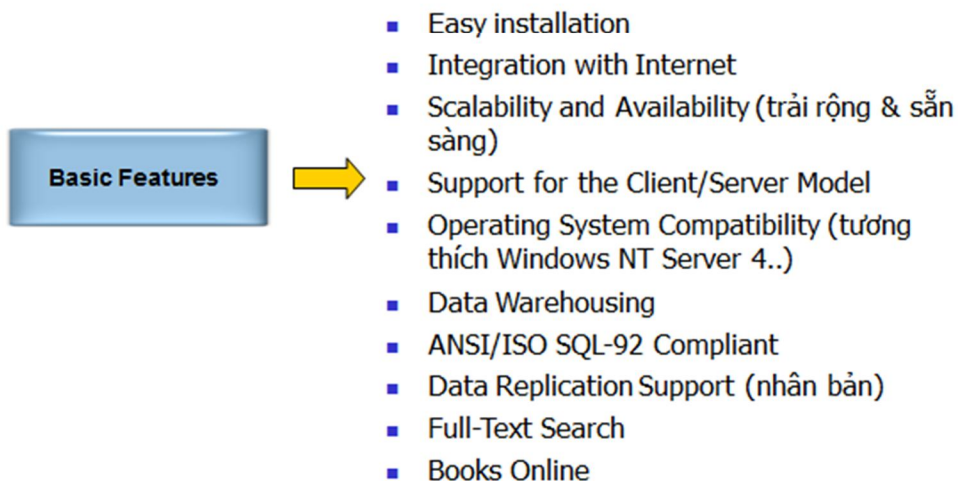 Basic Features
Easy installation
Integration with Internet
Scalability and Availability (trải rộng & sẵn
sàng)
Support for the Client/Server Model
Operating System Compatibility (tương
thích Windows NT Server 4..)
Data Warehousing
ANSI/ISO SQL-92 Compliant
Data Replication Support (nhân bản)
Full-Text Search
Books Online